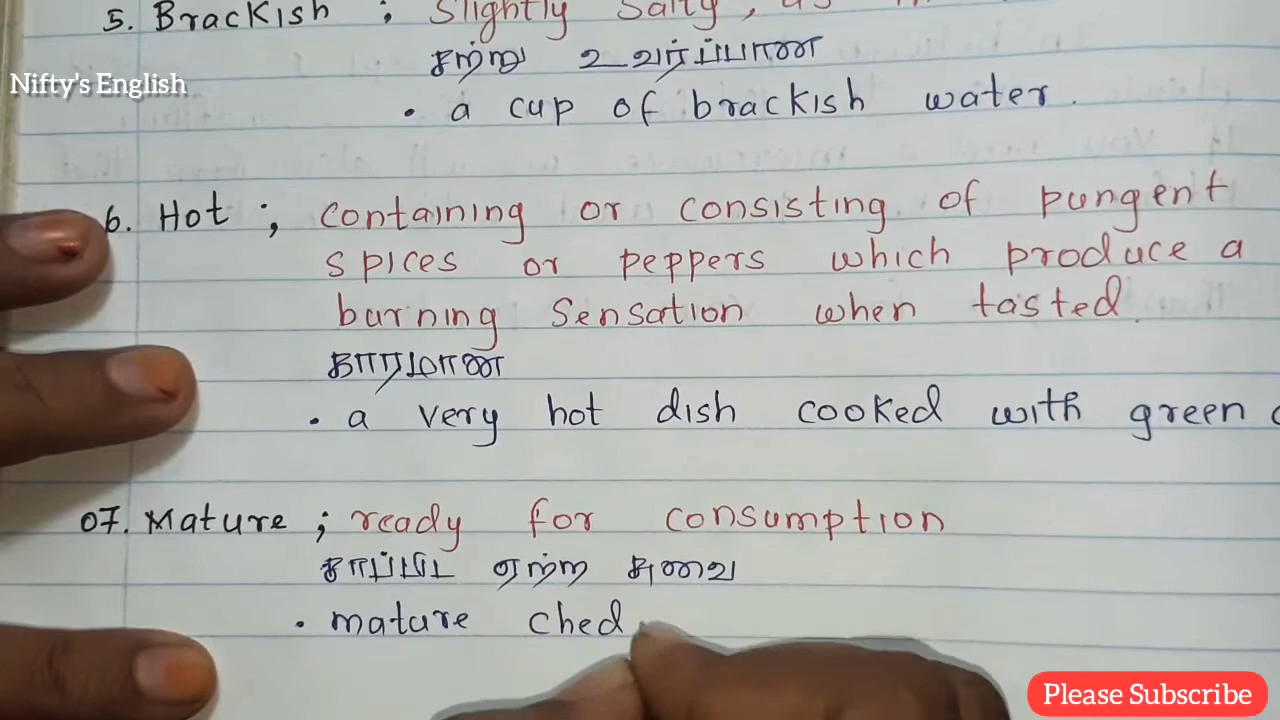 5. Brackish ; slightly salty, as
சற்று உவர்ப்பான
Nifty's English
• a cup of brackish water.
6. Hot ; containing or consisting of pungent
spices or peppers which produce a
burning sensation when tasted.
காரமான
• a very hot dish cooked with green
07. Mature ; ready for consumption
சாப்பிட ஏற்ற சுவை
• mature ched
Please Subscribe